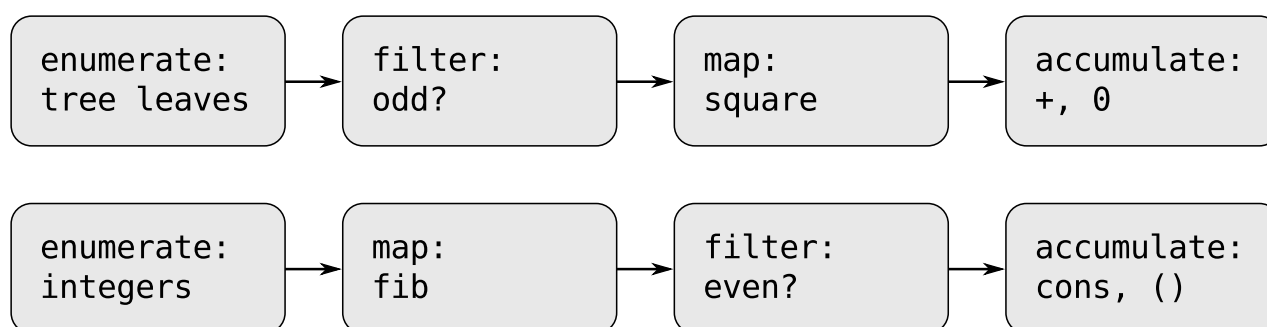 enumerate:
tree leaves
filter:
odd?
map:
square
accumulate:
+, 0
enumerate:
integers
map:
fib
filter:
even?
accumulate:
cons, ()